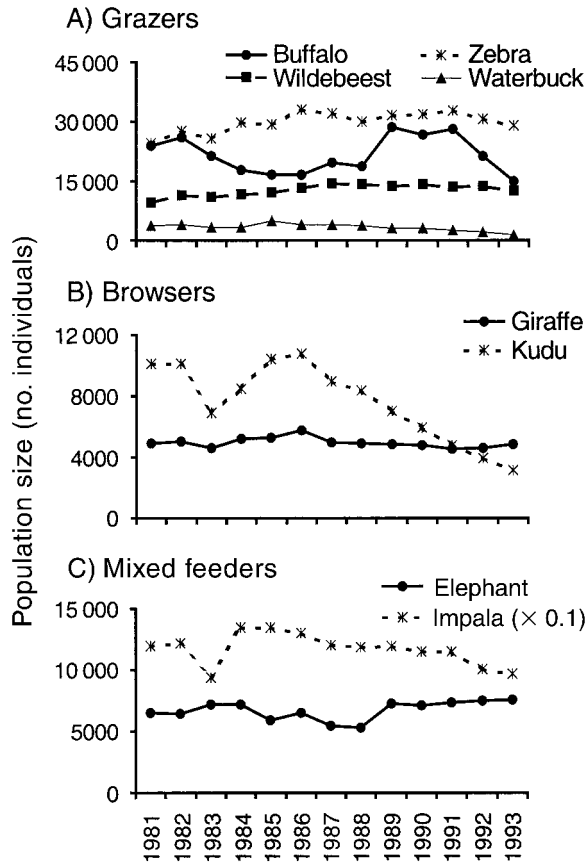 A) Grazers
Buffalo Zebra
Wildebeest Waterbuck
45 000
30 000
15 000
0
B) Browsers
Giraffe
Kudu
12 000
8000
4000
0
C) Mixed feeders
Elephant
Impala (× 0.1)
15 000
10 000
5000
0
Population size (no. individuals)
1981 1982 1983 1984 1985 1986 1987 1988 1989 1990 1991 1992 1993